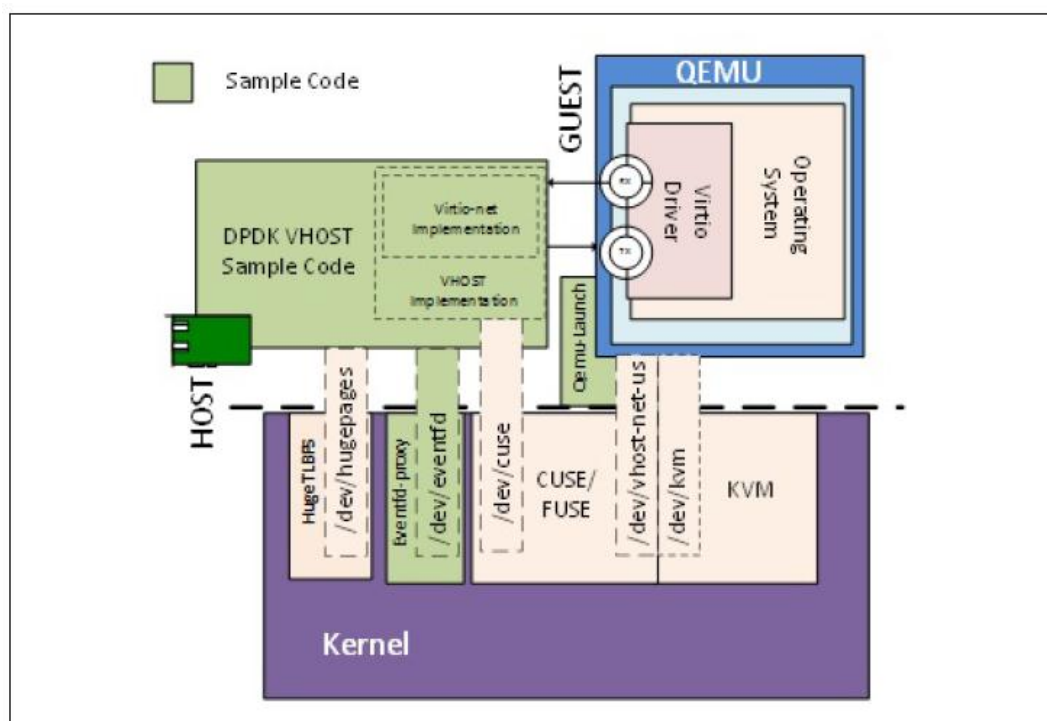 Sample Code
QEMU
GUEST
Operating
System
Virtio
Driver
RX
TX
Virtio-net
Implementation
DPDK VHOST
Sample Code
VHOST
Implementation
Qemu-Launch
HOST
HugeTLBFS
/dev/hugepages
Eventfd-proxy
/dev/eventfd
/dev/cuse
CUSE/
FUSE
/dev/vhost-net-us
/dev/kvm
KVM
Kernel